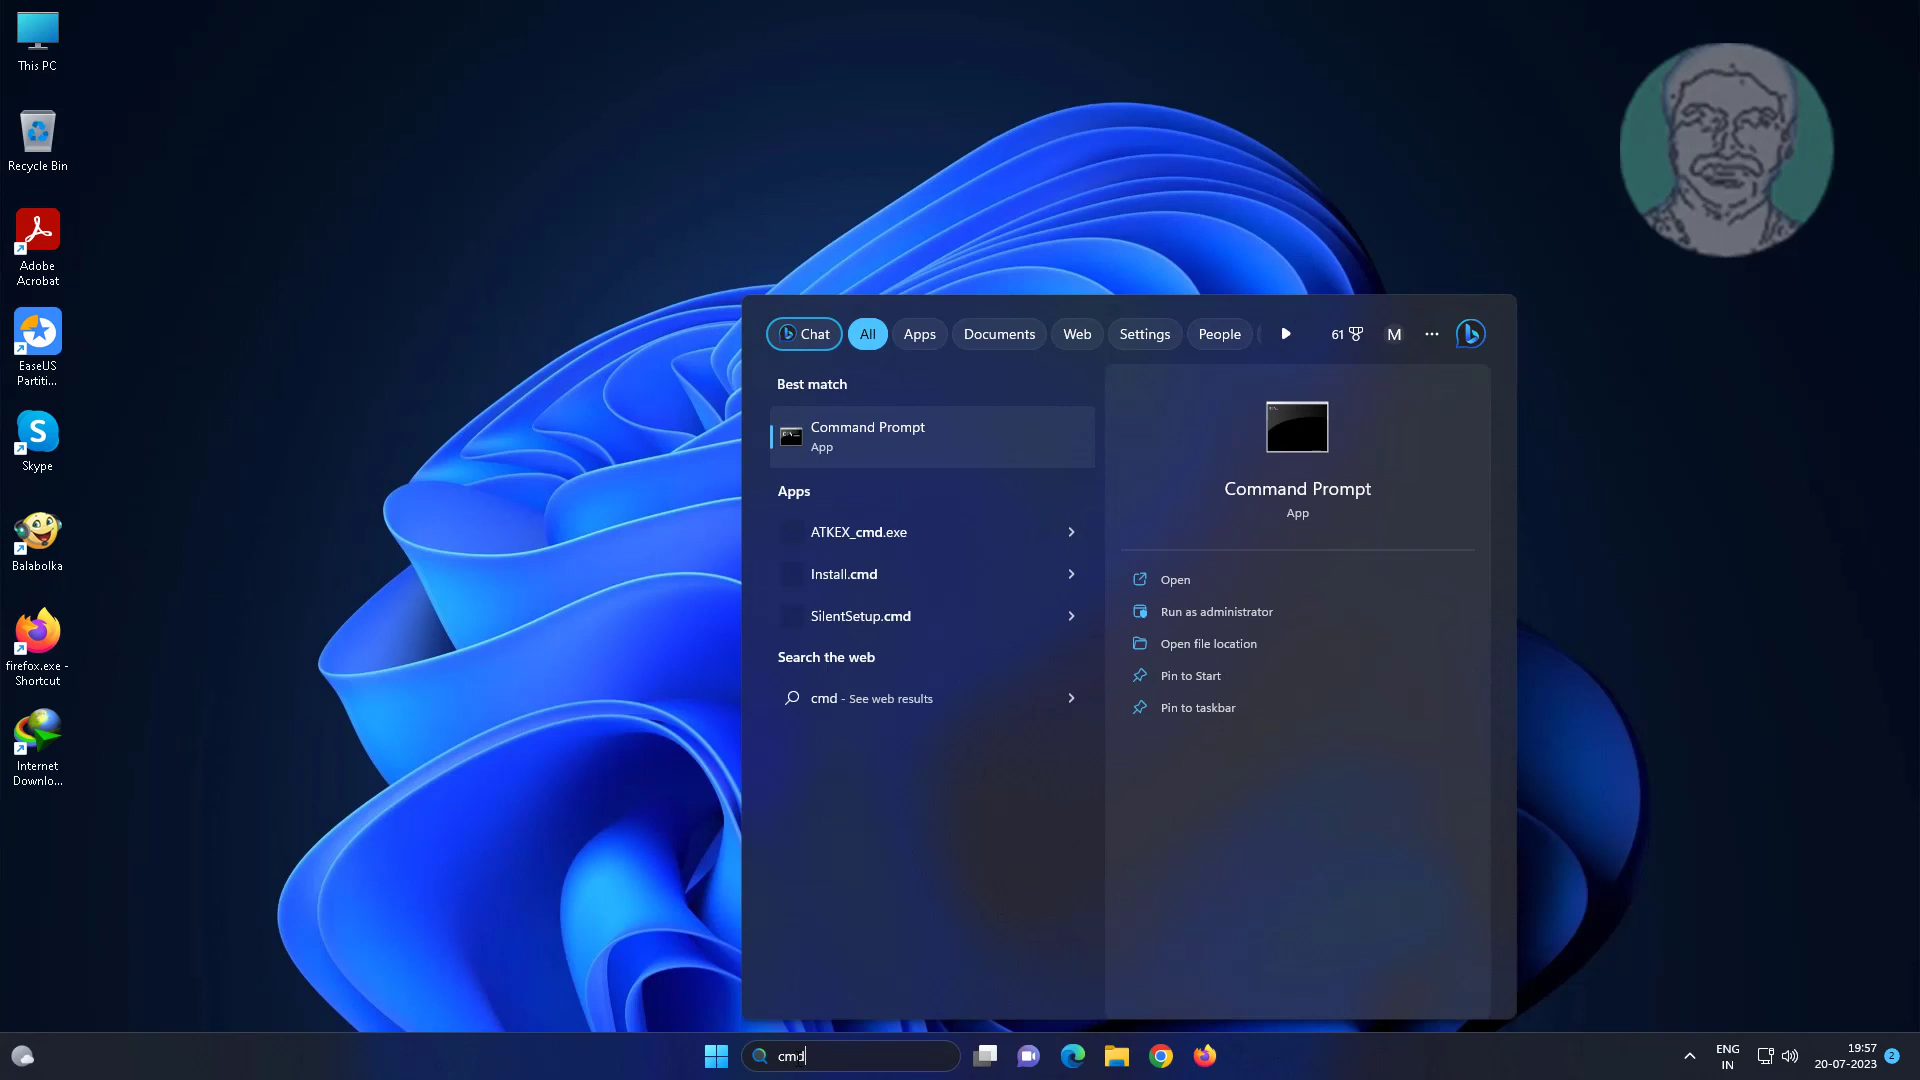 This PC
Recycle Bin
Adobe
Acrobat
EaseUS
Partiti...
Skype
Balabolka
firefox.exe -
Shortcut
Internet
Downlo...
Chat
All
Apps
Documents
Web
Settings
People
61
M
Best match
Command Prompt
App
Apps
ATKEX_cmd.exe
Install.cmd
SilentSetup.cmd
Search the web
cmd - See web results
Command Prompt
App
Open
Run as administrator
Open file location
Pin to Start
Pin to taskbar
cmd
ENG
IN
19:57
20-07-2023
2